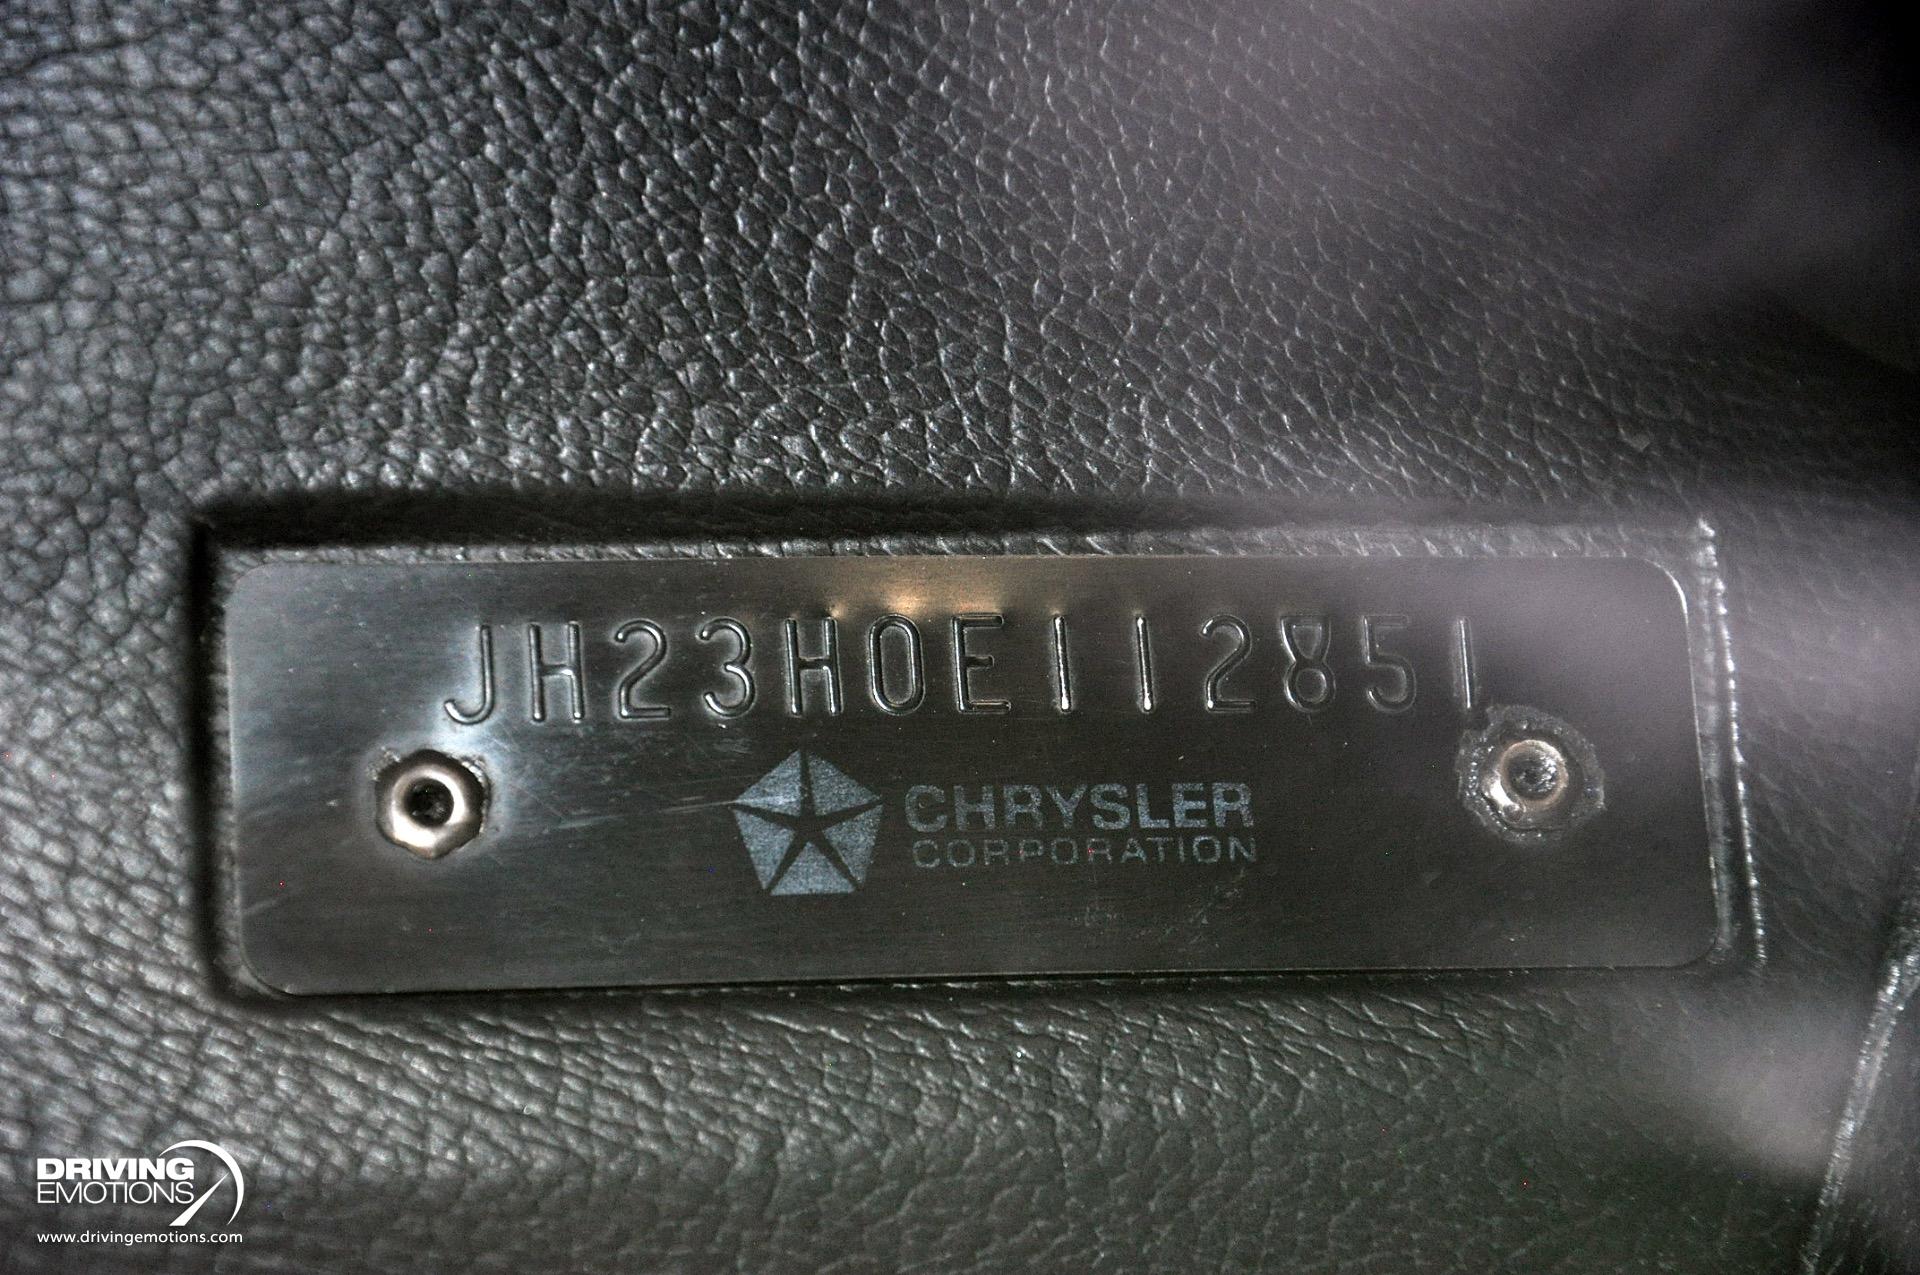 JH23H0E112851
CHRYSLER
CORPORATION
DRIVING
EMOTIONS
www.drivingemotions.com